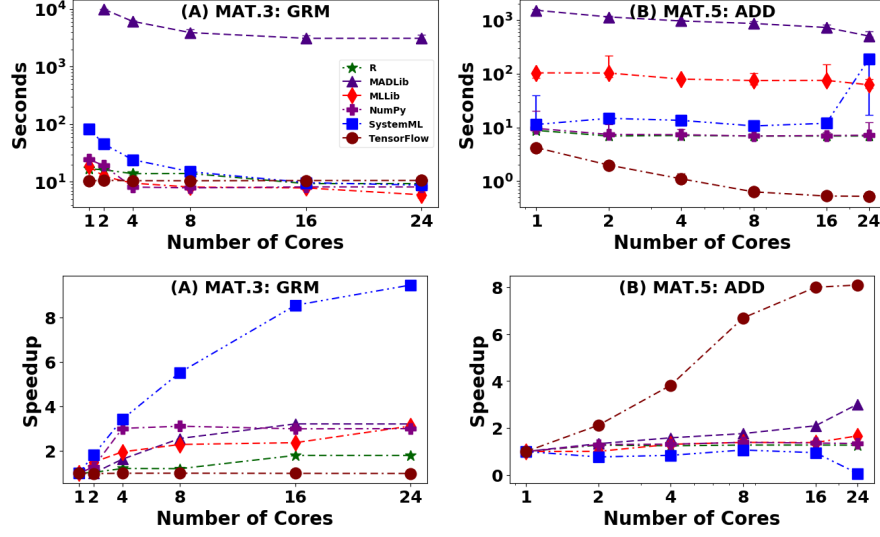 (A) MAT.3: GRM
Seconds
10^4
10^3
10^2
10^1
R
MADLib
MLLib
NumPy
SystemML
TensorFlow
1 2 4 8 16 24
Number of Cores
(B) MAT.5: ADD
Seconds
10^3
10^2
10^1
10^0
1 2 4 8 16 24
Number of Cores
(A) MAT.3: GRM
Speedup
8
6
4
2
1 2 4 8 16 24
Number of Cores
(B) MAT.5: ADD
Speedup
8
6
4
2
0
1 2 4 8 16 24
Number of Cores